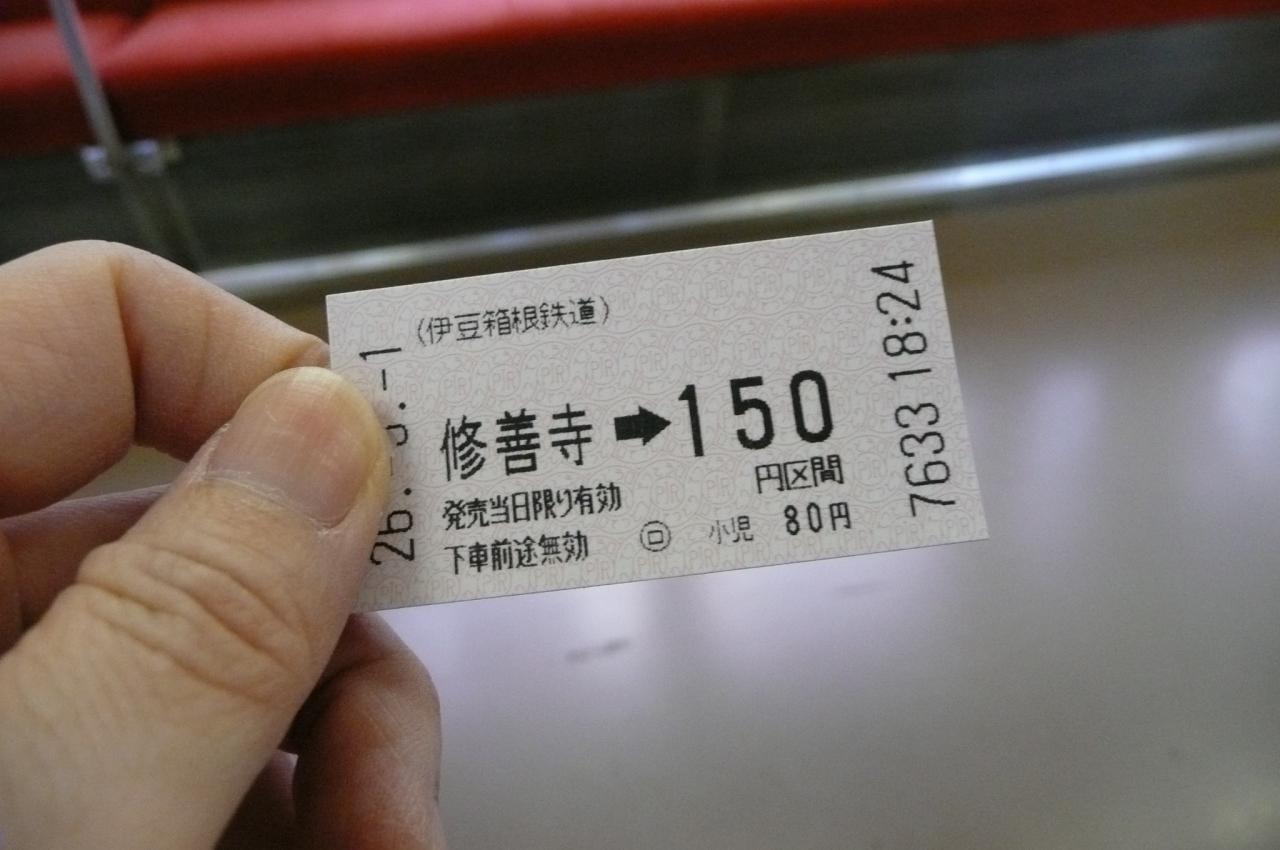 (伊豆箱根鉄道)
修善寺➡150
円区間
発売当日限り有効
下車前途無効
㋺ 小児 80円
7633 18:24